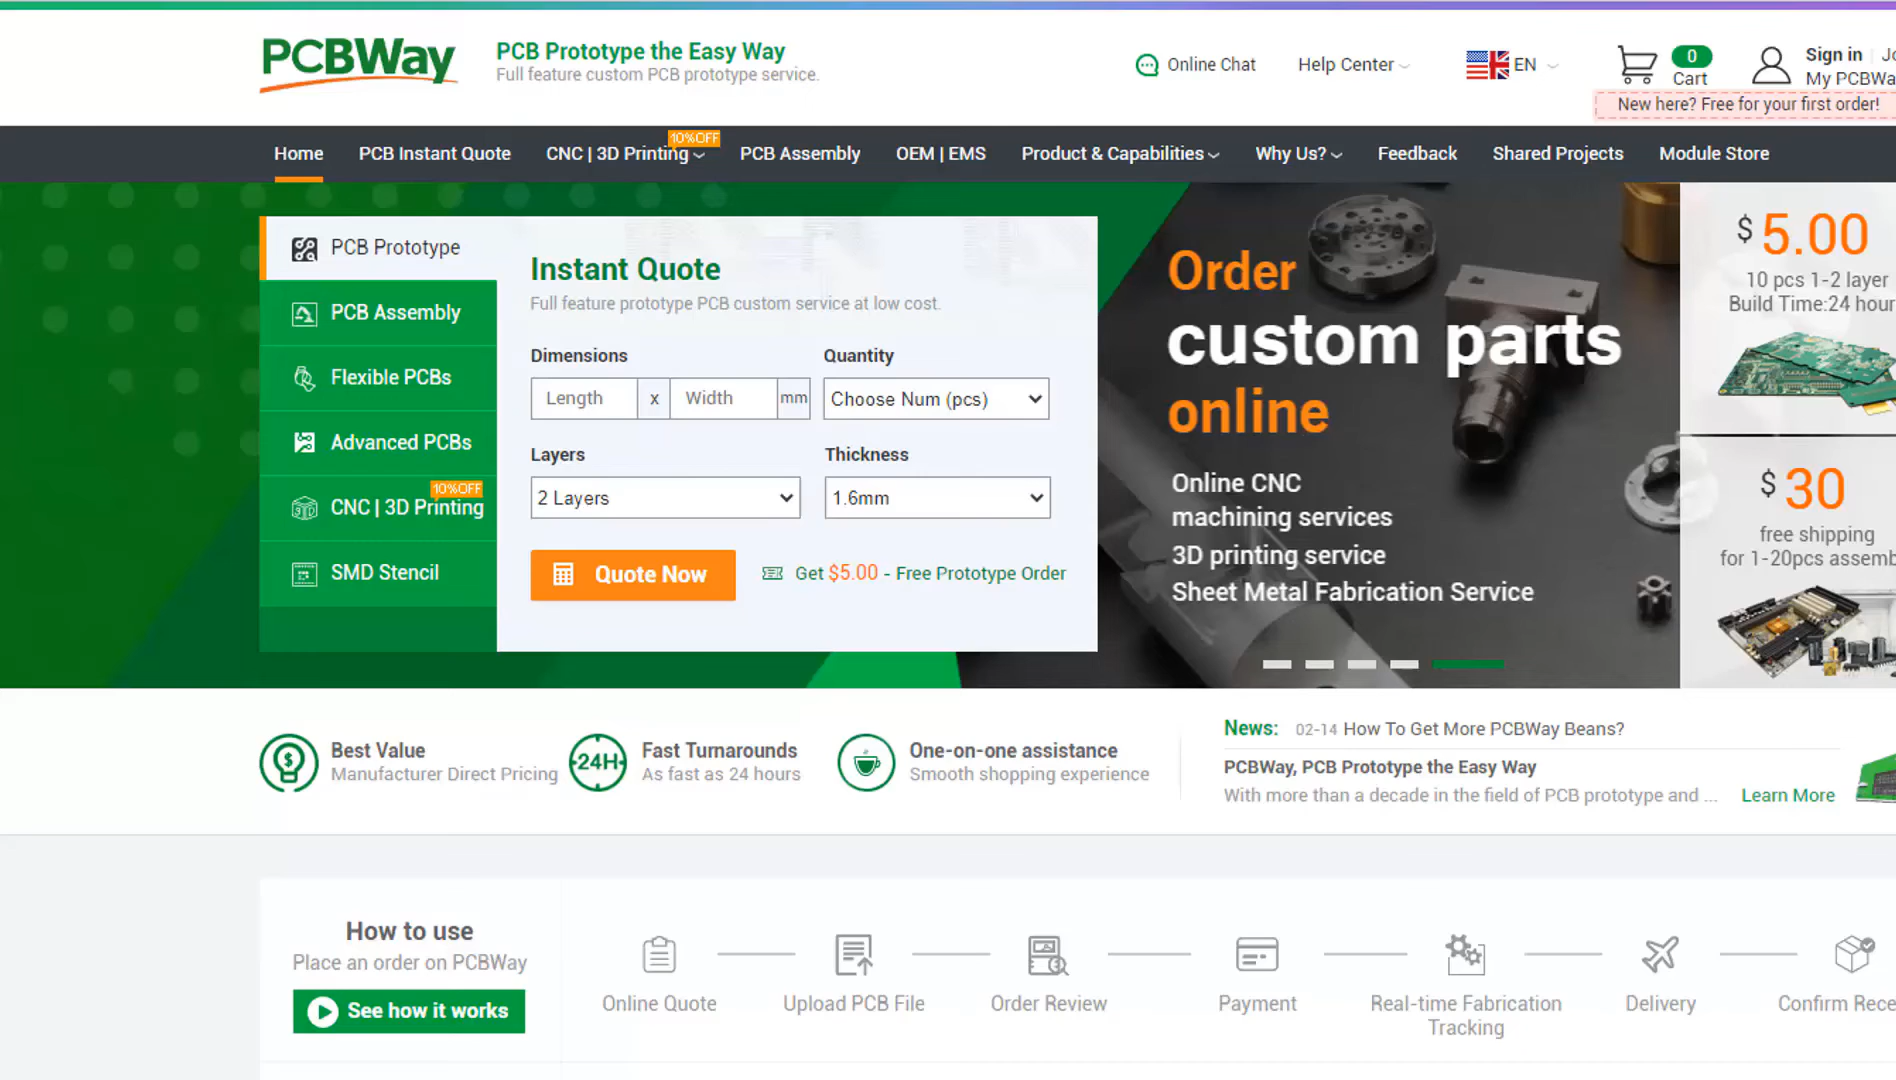 PCBWay
PCB Prototype the Easy Way
Full feature custom PCB prototype service.
Online Chat
Help Center
EN
0
Cart
Sign in
My PCBWa
New here? Free for your first order!
Home
PCB Instant Quote
CNC | 3D Printing
10%OFF
PCB Assembly
OEM | EMS
Product & Capabilities
Why Us?
Feedback
Shared Projects
Module Store
PCB Prototype
PCB Assembly
Flexible PCBs
Advanced PCBs
10%OFF
CNC | 3D Printing
SMD Stencil
Instant Quote
Full feature prototype PCB custom service at low cost.
Dimensions
Quantity
Length x Width mm
Choose Num (pcs)
Layers
Thickness
2 Layers
1.6mm
Quote Now
Get $5.00 - Free Prototype Order
Order
custom parts
online
Online CNC
machining services
3D printing service
Sheet Metal Fabrication Service
$ 5.00
10 pcs 1-2 layer
Build Time:24 hour
$ 30
free shipping
for 1-20pcs assemb
Best Value
Manufacturer Direct Pricing
24H
Fast Turnarounds
As fast as 24 hours
One-on-one assistance
Smooth shopping experience
News: 02-14 How To Get More PCBWay Beans?
PCBWay, PCB Prototype the Easy Way
With more than a decade in the field of PCB prototype and ... Learn More
How to use
Place an order on PCBWay
See how it works
Online Quote
Upload PCB File
Order Review
Payment
Real-time Fabrication
Tracking
Delivery
Confirm Rece